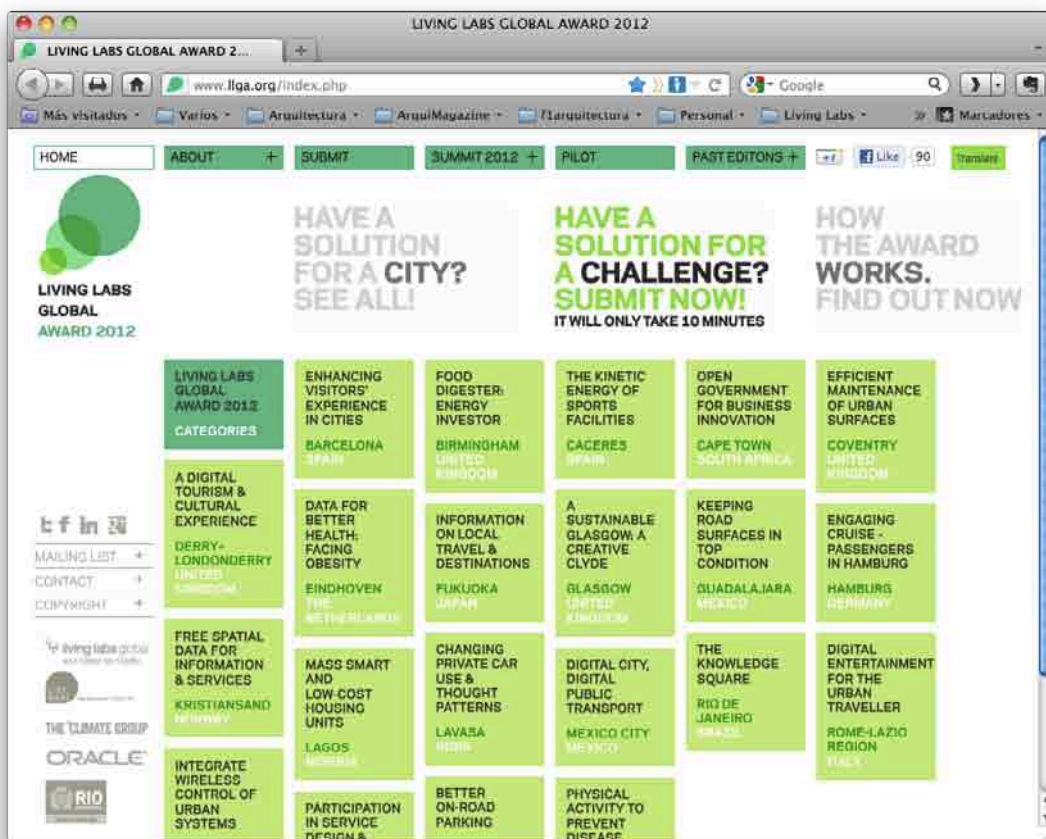 LIVING LABS GLOBAL AWARD 2012
LIVING LABS GLOBAL AWARD 2...
www.llga.org/index.php
Google
Más visitados
Varios
Arquitectura
ArquiMagazine
Personal
Living Labs
Marcadores
HOME
ABOUT +
SUBMIT
SUMMIT 2012 +
PILOT
PAST EDITONS +
+1
Like
90
Translate
LIVING LABS
GLOBAL
AWARD 2012
HAVE A
SOLUTION
FOR A CITY?
SEE ALL!
HAVE A
SOLUTION FOR
A CHALLENGE?
SUBMIT NOW!
IT WILL ONLY TAKE 10 MINUTES
HOW
THE AWARD
WORKS.
FIND OUT NOW
LIVING LABS
GLOBAL
AWARD 2012
CATEGORIES
ENHANCING
VISITORS'
EXPERIENCE
IN CITIES
BARCELONA
SPAIN
FOOD
DIGESTER:
ENERGY
INVESTOR
BIRMINGHAM
UNITED
KINGDOM
THE KINETIC
ENERGY OF
SPORTS
FACILITIES
CACERES
SPAIN
OPEN
GOVERNMENT
FOR BUSINESS
INNOVATION
CAPE TOWN
SOUTH AFRICA
EFFICIENT
MAINTENANCE
OF URBAN
SURFACES
COVENTRY
UNITED
KINGDOM
A DIGITAL
TOURISM &
CULTURAL
EXPERIENCE
DERRY-
LONDONDERRY
UNITED
KINGDOM
DATA FOR
BETTER
HEALTH:
FACING
OBESITY
EINDHOVEN
THE
NETHERLANDS
INFORMATION
ON LOCAL
TRAVEL &
DESTINATIONS
FUKUOKA
JAPAN
A
SUSTAINABLE
GLASGOW: A
CREATIVE
CLYDE
GLASGOW
UNITED
KINGDOM
KEEPING
ROAD
SURFACES IN
TOP
CONDITION
GUADALAJARA
MEXICO
ENGAGING
CRUISE -
PASSENGERS
IN HAMBURG
HAMBURG
GERMANY
FREE SPATIAL
DATA FOR
INFORMATION
& SERVICES
KRISTIANSAND
NORWAY
MASS SMART
AND
LOW-COST
HOUSING
UNITS
LAGOS
NIGERIA
CHANGING
PRIVATE CAR
USE &
THOUGHT
PATTERNS
LAVASA
INDIA
DIGITAL CITY,
DIGITAL
PUBLIC
TRANSPORT
MEXICO CITY
MEXICO
THE
KNOWLEDGE
SQUARE
RIO DE
JANEIRO
BRAZIL
DIGITAL
ENTERTAINMENT
FOR THE
URBAN
TRAVELLER
ROME-LAZIO
REGION
ITALY
INTEGRATE
WIRELESS
CONTROL OF
URBAN
SYSTEMS
PARTICIPATION
IN SERVICE
DESIGN &
BETTER
ON-ROAD
PARKING
PHYSICAL
ACTIVITY TO
PREVENT
DISEASE
t f in
MAILING LIST +
CONTACT +
COPYRIGHT +
living labs global
THE CLIMATE GROUP
ORACLE
RIO